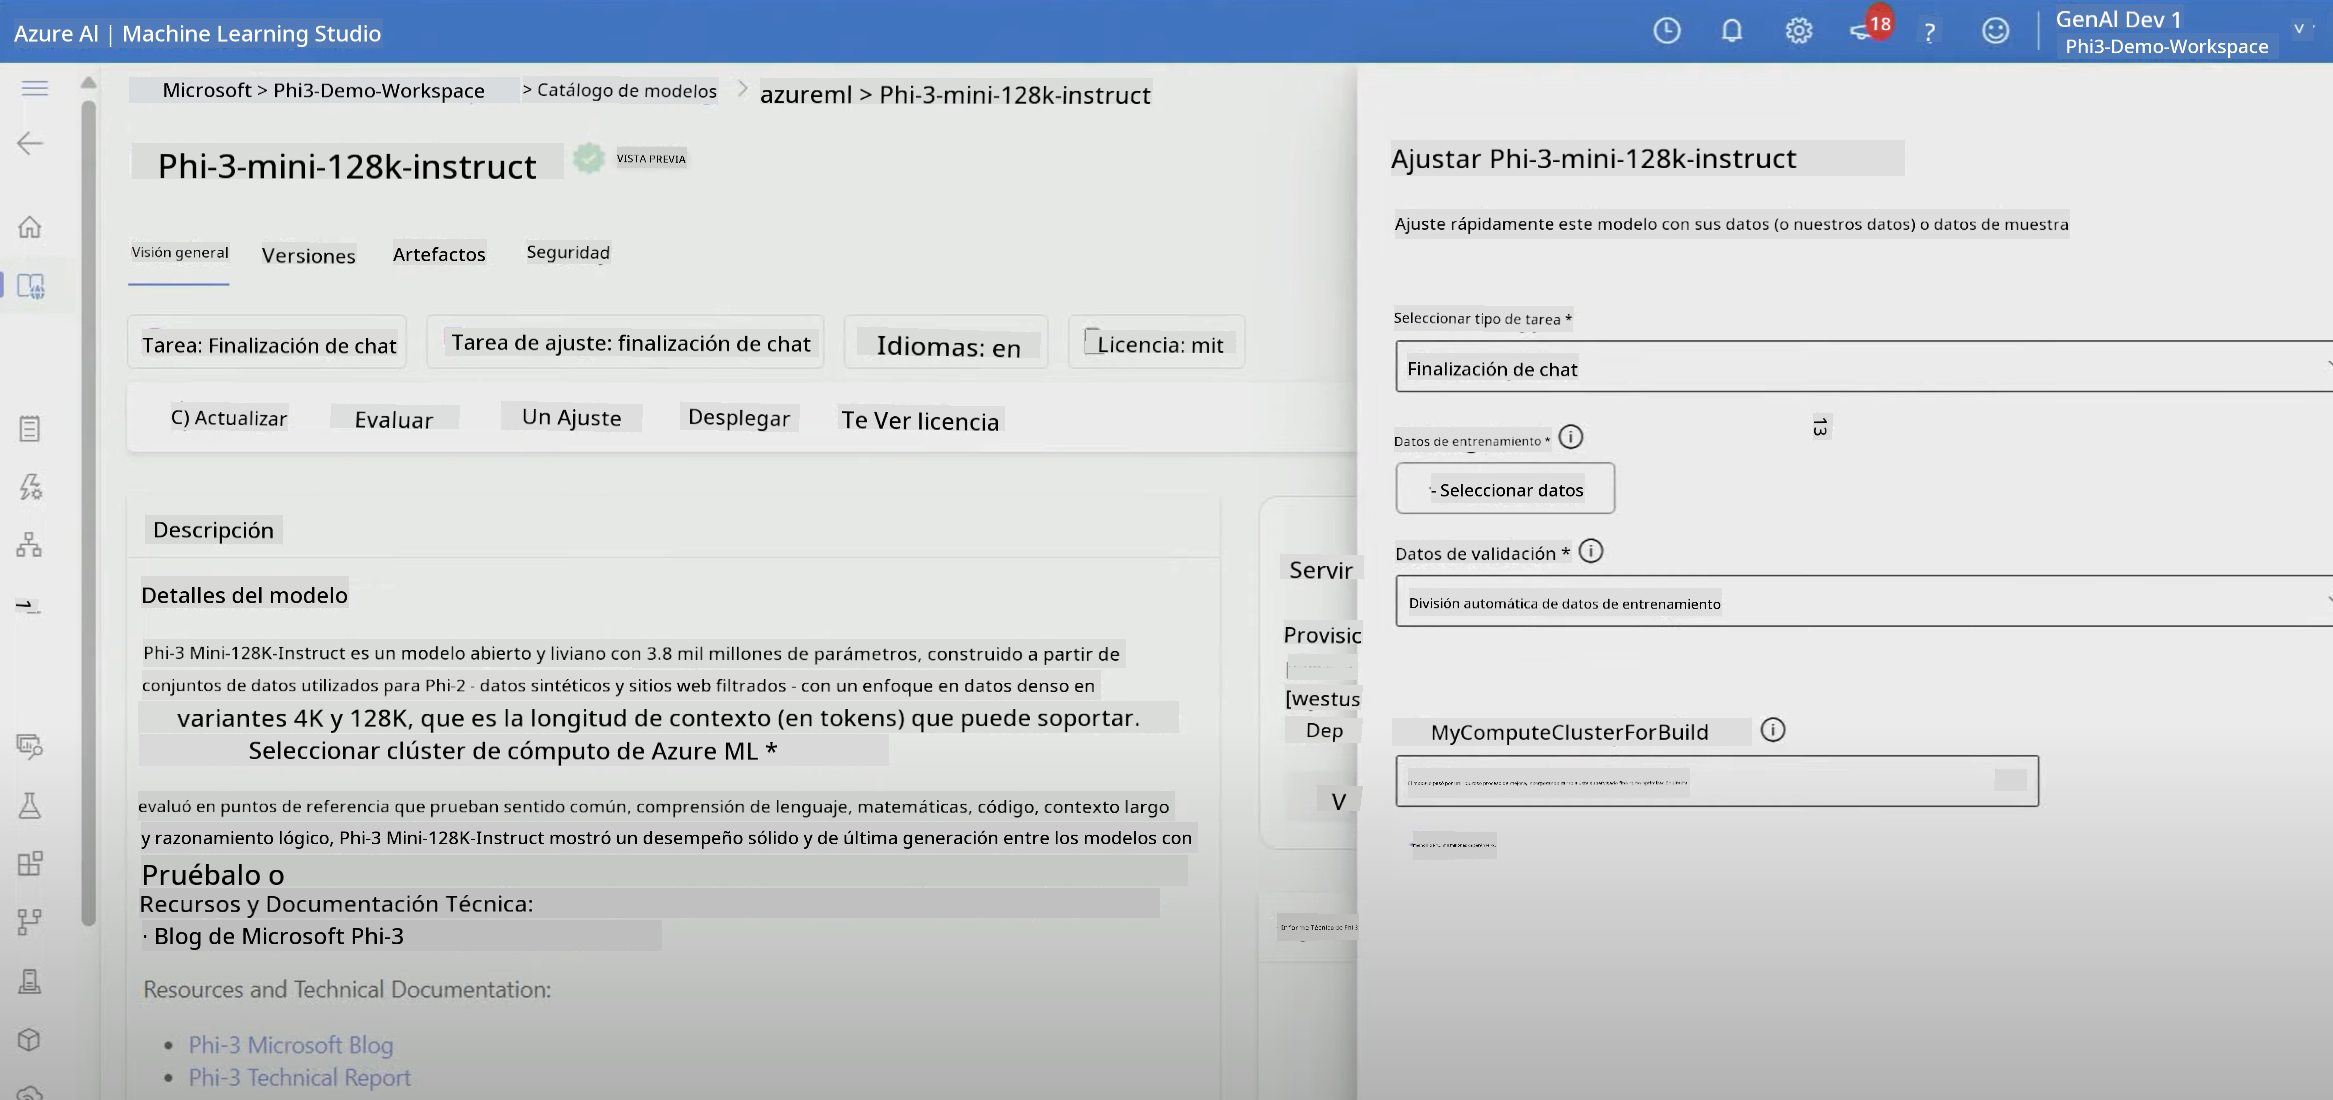 Azure AI | Machine Learning Studio
18
?
GenAI Dev 1
Phi3-Demo-Workspace
Microsoft > Phi3-Demo-Workspace > Catálogo de modelos > azureml > Phi-3-mini-128k-instruct
Phi-3-mini-128k-instruct
VISTA PREVIA
Visión general
Versiones
Artefactos
Seguridad
Tarea: Finalización de chat
Tarea de ajuste: finalización de chat
Idiomas: en
Licencia: mit
C) Actualizar
Evaluar
Un Ajuste
Desplegar
Te Ver licencia
Descripción
Detalles del modelo
Phi-3 Mini-128K-Instruct es un modelo abierto y liviano con 3.8 mil millones de parámetros, construido a partir de
conjuntos de datos utilizados para Phi-2 - datos sintéticos y sitios web filtrados - con un enfoque en datos denso en
variantes 4K y 128K, que es la longitud de contexto (en tokens) que puede soportar.
Seleccionar clúster de cómputo de Azure ML *
evaluó en puntos de referencia que prueban sentido común, comprensión de lenguaje, matemáticas, código, contexto largo
y razonamiento lógico, Phi-3 Mini-128K-Instruct mostró un desempeño sólido y de última generación entre los modelos con
Pruébalo o
Recursos y Documentación Técnica:
· Blog de Microsoft Phi-3
Resources and Technical Documentation:
• Phi-3 Microsoft Blog
• Phi-3 Technical Report
Servir
Provisic
[westus
Dep
V
Informe Técnico de Phi-3
Ajustar Phi-3-mini-128k-instruct
Ajuste rápidamente este modelo con sus datos (o nuestros datos) o datos de muestra
Seleccionar tipo de tarea *
Finalización de chat
13
Datos de entrenamiento *
- Seleccionar datos
Datos de validación *
División automática de datos de entrenamiento
MyComputeClusterForBuild